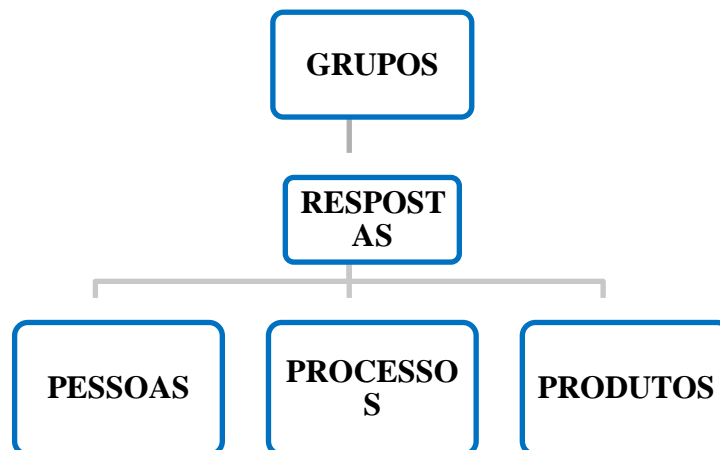 GRUPOS
RESPOST
AS
PESSOAS
PROCESSO
S
PRODUTOS